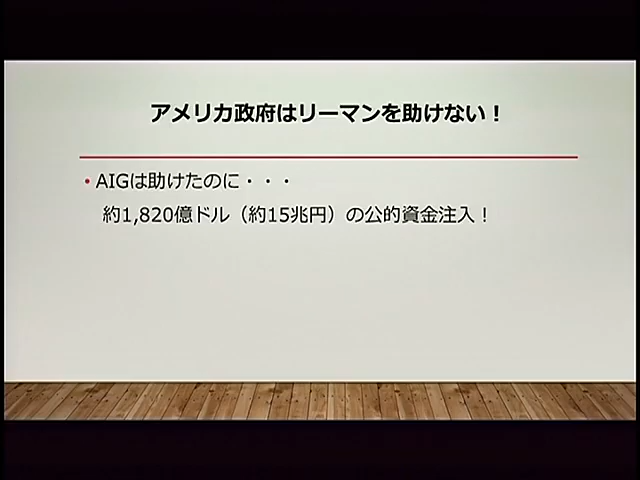 アメリカ政府はリーマンを助けない！
・AIGは助けたのに・・・
約1,820億ドル（約15兆円）の公的資金注入！